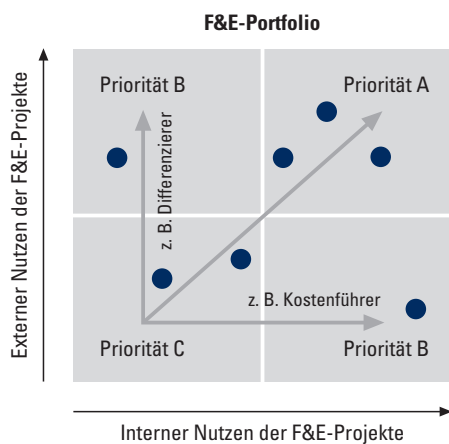 F&E-Portfolio
Externer Nutzen der F&E-Projekte
Priorität B
Priorität A
z. B. Differenzierer
z. B. Kostenführer
Priorität C
Priorität B
Interner Nutzen der F&E-Projekte